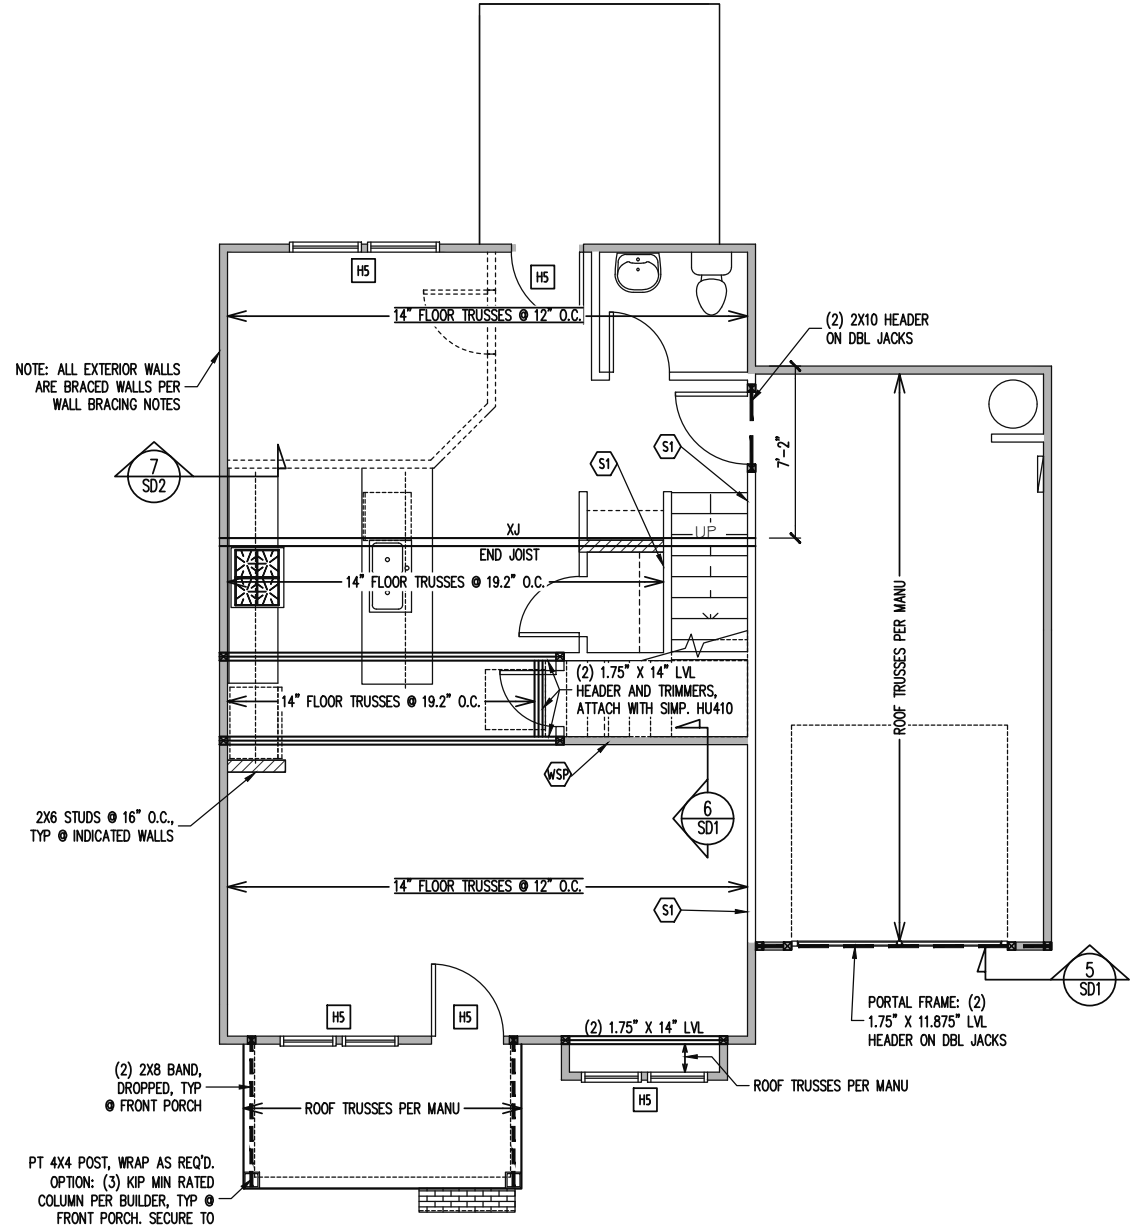 H5
H5
14" FLOOR TRUSSES @ 12" O.C.
(2) 2X10 HEADER
ON DBL JACKS
NOTE: ALL EXTERIOR WALLS
ARE BRACED WALLS PER
WALL BRACING NOTES
7'-2"
S1
S1
7
SD2
XJ
UP
END JOIST
14" FLOOR TRUSSES @ 19.2" O.C.
ROOF TRUSSES PER MANU
(2) 1.75" X 14" LVL
HEADER AND TRIMMERS,
ATTACH WITH SIMP. HU410
14" FLOOR TRUSSES @ 19.2" O.C.
WSP
2X6 STUDS @ 16" O.C.,
TYP @ INDICATED WALLS
6
SD1
14" FLOOR TRUSSES @ 12" O.C.
S1
5
SD1
PORTAL FRAME: (2)
1.75" X 11.875" LVL
HEADER ON DBL JACKS
H5
H5
(2) 1.75" X 14" LVL
(2) 2X8 BAND,
DROPPED, TYP
@ FRONT PORCH
ROOF TRUSSES PER MANU
H5
ROOF TRUSSES PER MANU
PT 4X4 POST, WRAP AS REQ'D.
OPTION: (3) KIP MIN RATED
COLUMN PER BUILDER, TYP @
FRONT PORCH. SECURE TO